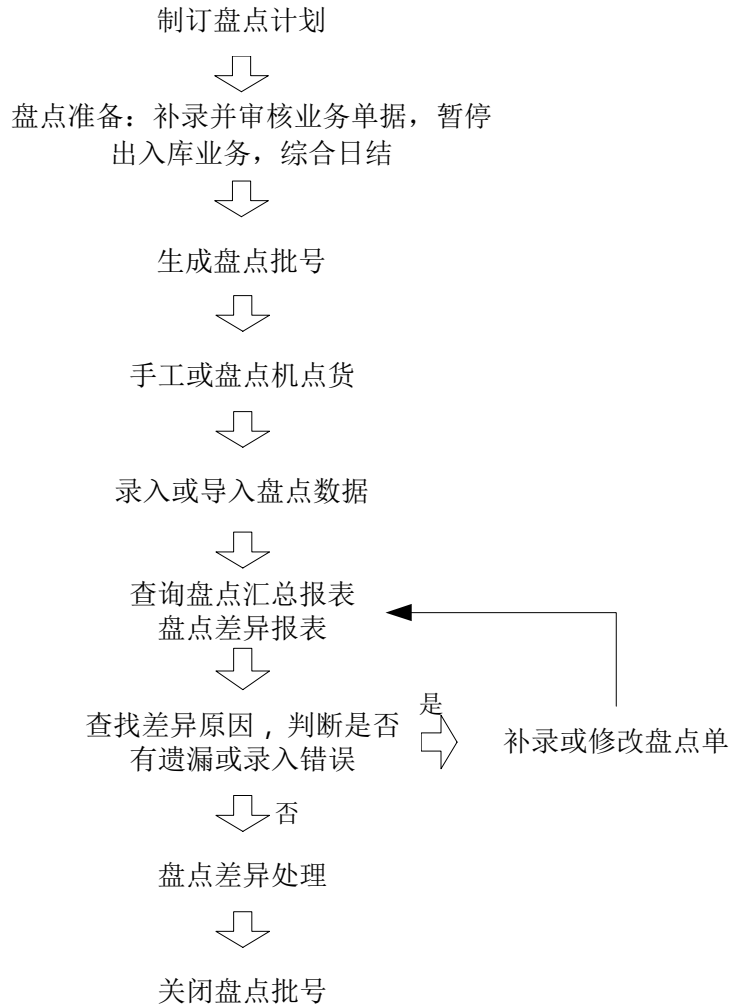 制订盘点计划
盘点准备：补录并审核业务单据，暂停
出入库业务，综合日结
生成盘点批号
手工或盘点机点货
录入或导入盘点数据
查询盘点汇总报表
盘点差异报表
查找差异原因，判断是否
有遗漏或录入错误
是
补录或修改盘点单
否
盘点差异处理
关闭盘点批号